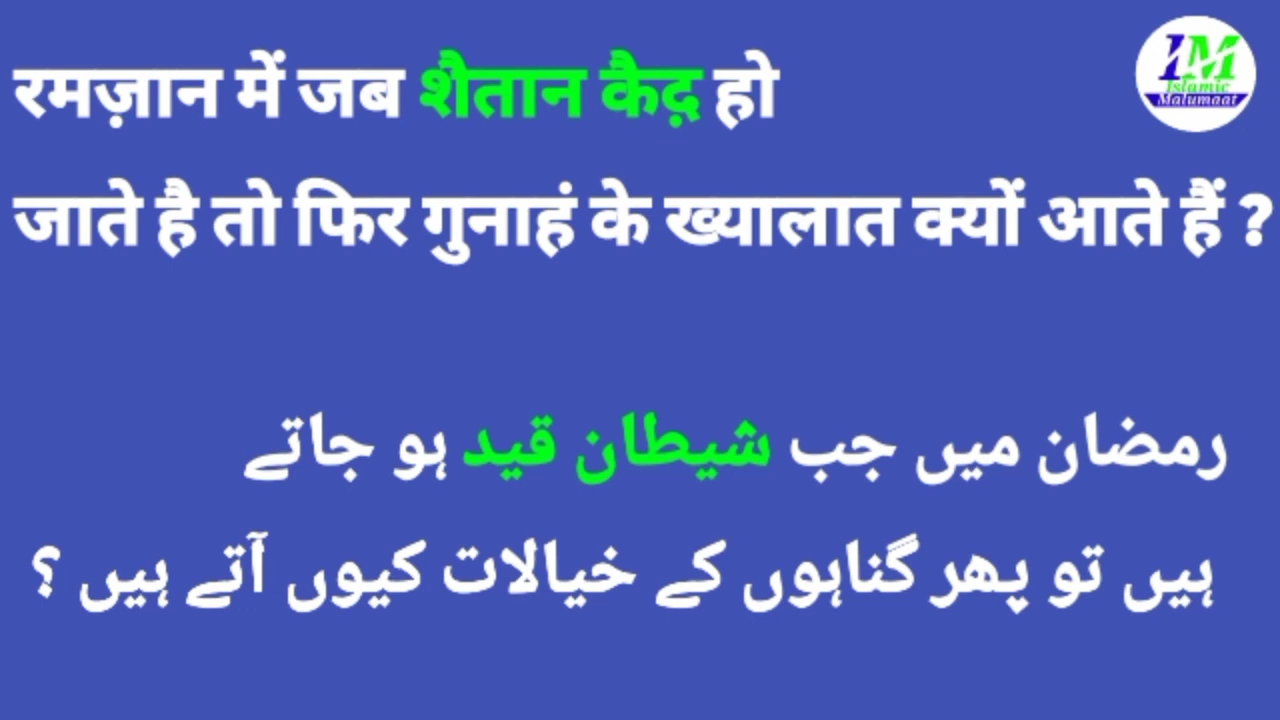 रमज़ान में जब शैतान कैद़ हो
जाते है तो फिर गुनाहं के ख्यालात क्यों आते हैं ?
رمضان میں جب شیطان قید ہو جاتے
ہیں تو پھر گناہوں کے خیالات کیوں آتے ہیں ؟
IM
Islamic
Malumaat